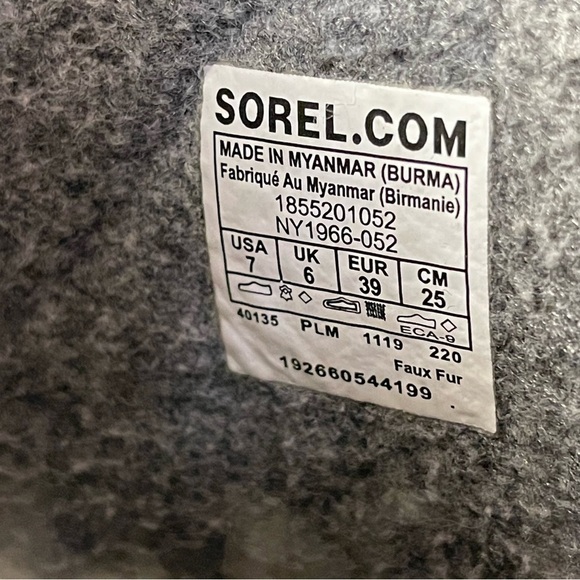 SOREL.COM
MADE IN MYANMAR (BURMA)
Fabriqué Au Myanmar (Birmanie)
1855201052
NY1966-052
USA UK EUR CM
7 6 39 25
ECA-9
40135 PLM 1119 220
Faux Fur
192660544199